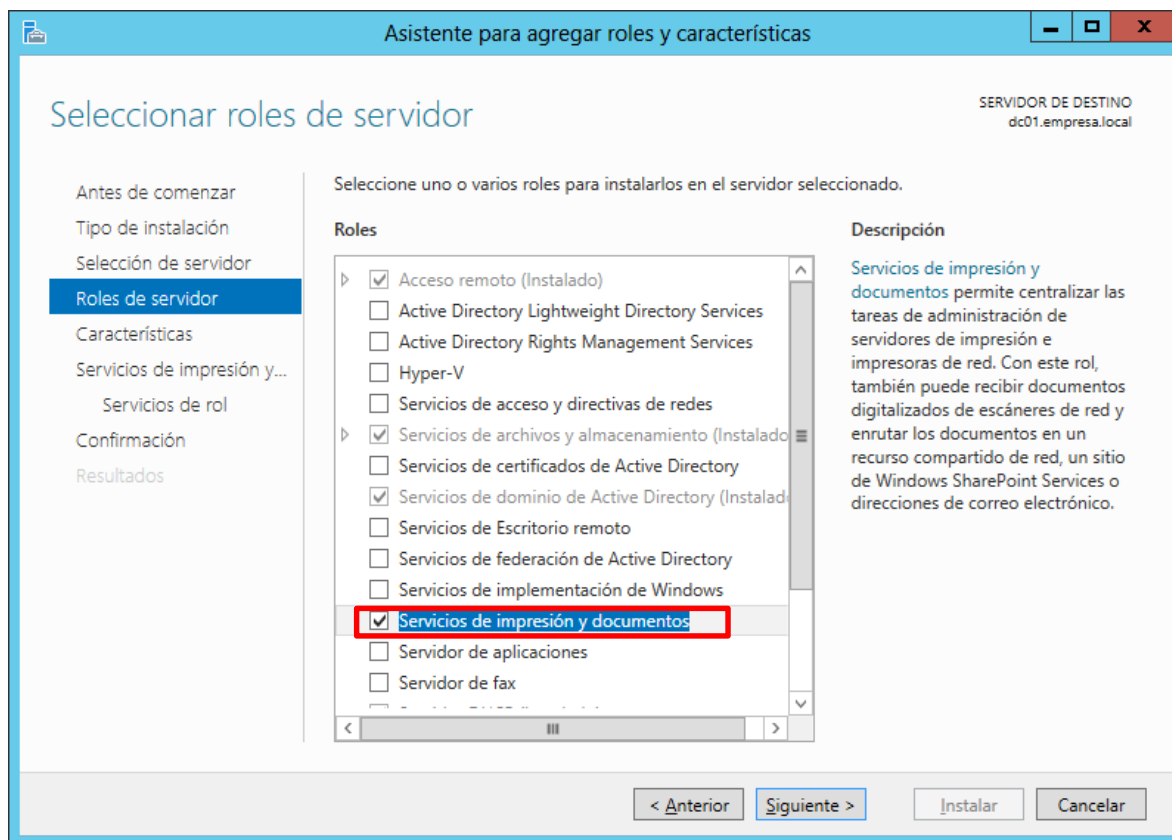 Asistente para agregar roles y características
Seleccionar roles de servidor
SERVIDOR DE DESTINO
dc01.empresa.local
Antes de comenzar
Tipo de instalación
Selección de servidor
Roles de servidor
Características
Servicios de impresión y...
Servicios de rol
Confirmación
Resultados
Seleccione uno o varios roles para instalarlos en el servidor seleccionado.
Roles
Acceso remoto (Instalado)
Active Directory Lightweight Directory Services
Active Directory Rights Management Services
Hyper-V
Servicios de acceso y directivas de redes
Servicios de archivos y almacenamiento (Instalado
Servicios de certificados de Active Directory
Servicios de dominio de Active Directory (Instalad
Servicios de Escritorio remoto
Servicios de federación de Active Directory
Servicios de implementación de Windows
Servicios de impresión y documentos
Servidor de aplicaciones
Servidor de fax
Descripción
Servicios de impresión y
documentos permite centralizar las
tareas de administración de
servidores de impresión e
impresoras de red. Con este rol,
también puede recibir documentos
digitalizados de escáneres de red y
enrutar los documentos en un
recurso compartido de red, un sitio
de Windows SharePoint Services o
direcciones de correo electrónico.
< Anterior
Siguiente >
Instalar
Cancelar